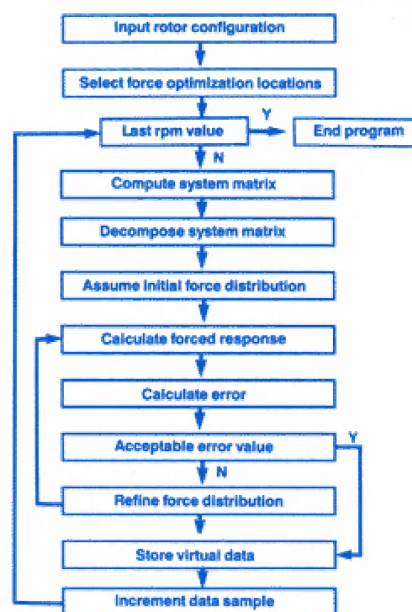 Input rotor configuration
Select force optimization locations
Last rpm value
Y
End program
N
Compute system matrix
Decompose system matrix
Assume initial force distribution
Calculate forced response
Calculate error
Acceptable error value
Y
N
Refine force distribution
Store virtual data
Increment data sample